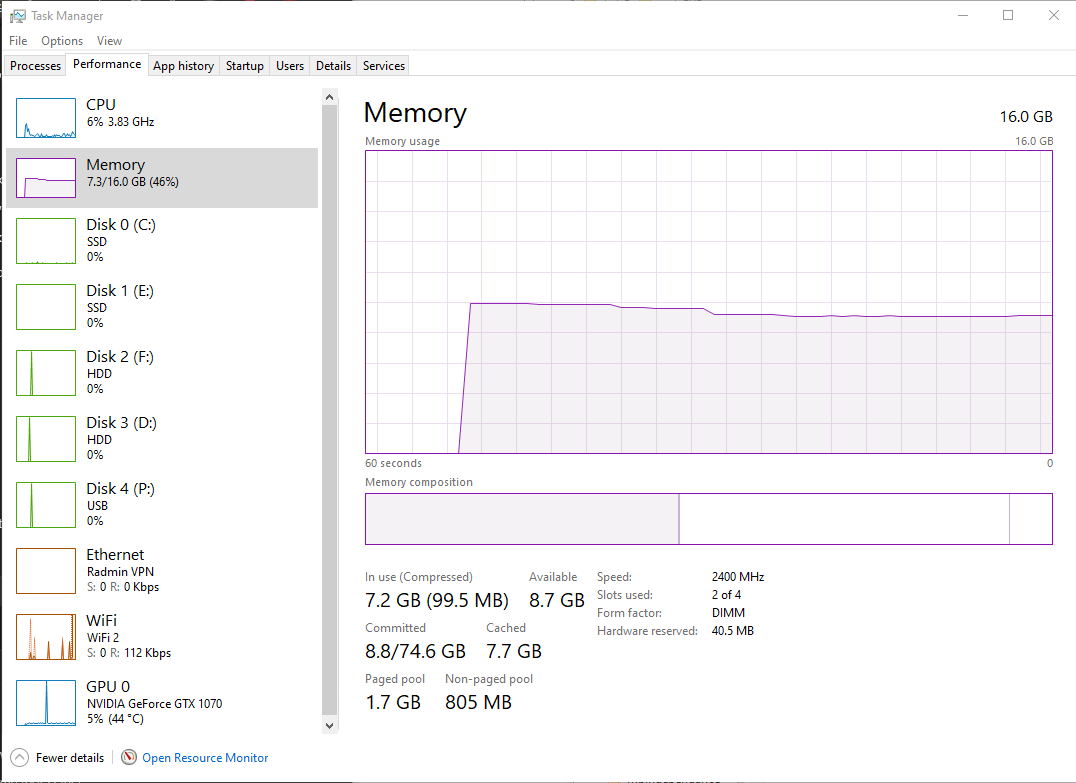 Task Manager
File Options View
Processes Performance App history Startup Users Details Services
CPU
6% 3.83 GHz
Memory
7.3/16.0 GB (46%)
Disk 0 (C:)
SSD
0%
Disk 1 (E:)
SSD
0%
Disk 2 (F:)
HDD
0%
Disk 3 (D:)
HDD
0%
Disk 4 (P:)
USB
0%
Ethernet
Radmin VPN
S: 0 R: 0 Kbps
WiFi
WiFi 2
S: 0 R: 112 Kbps
GPU 0
NVIDIA GeForce GTX 1070
5% (44 °C)
Memory 16.0 GB
Memory usage 16.0 GB
60 seconds 0
Memory composition
In use (Compressed) Available
7.2 GB (99.5 MB) 8.7 GB
Committed Cached
8.8/74.6 GB 7.7 GB
Paged pool Non-paged pool
1.7 GB 805 MB
Speed: 2400 MHz
Slots used: 2 of 4
Form factor: DIMM
Hardware reserved: 40.5 MB
Fewer details Open Resource Monitor